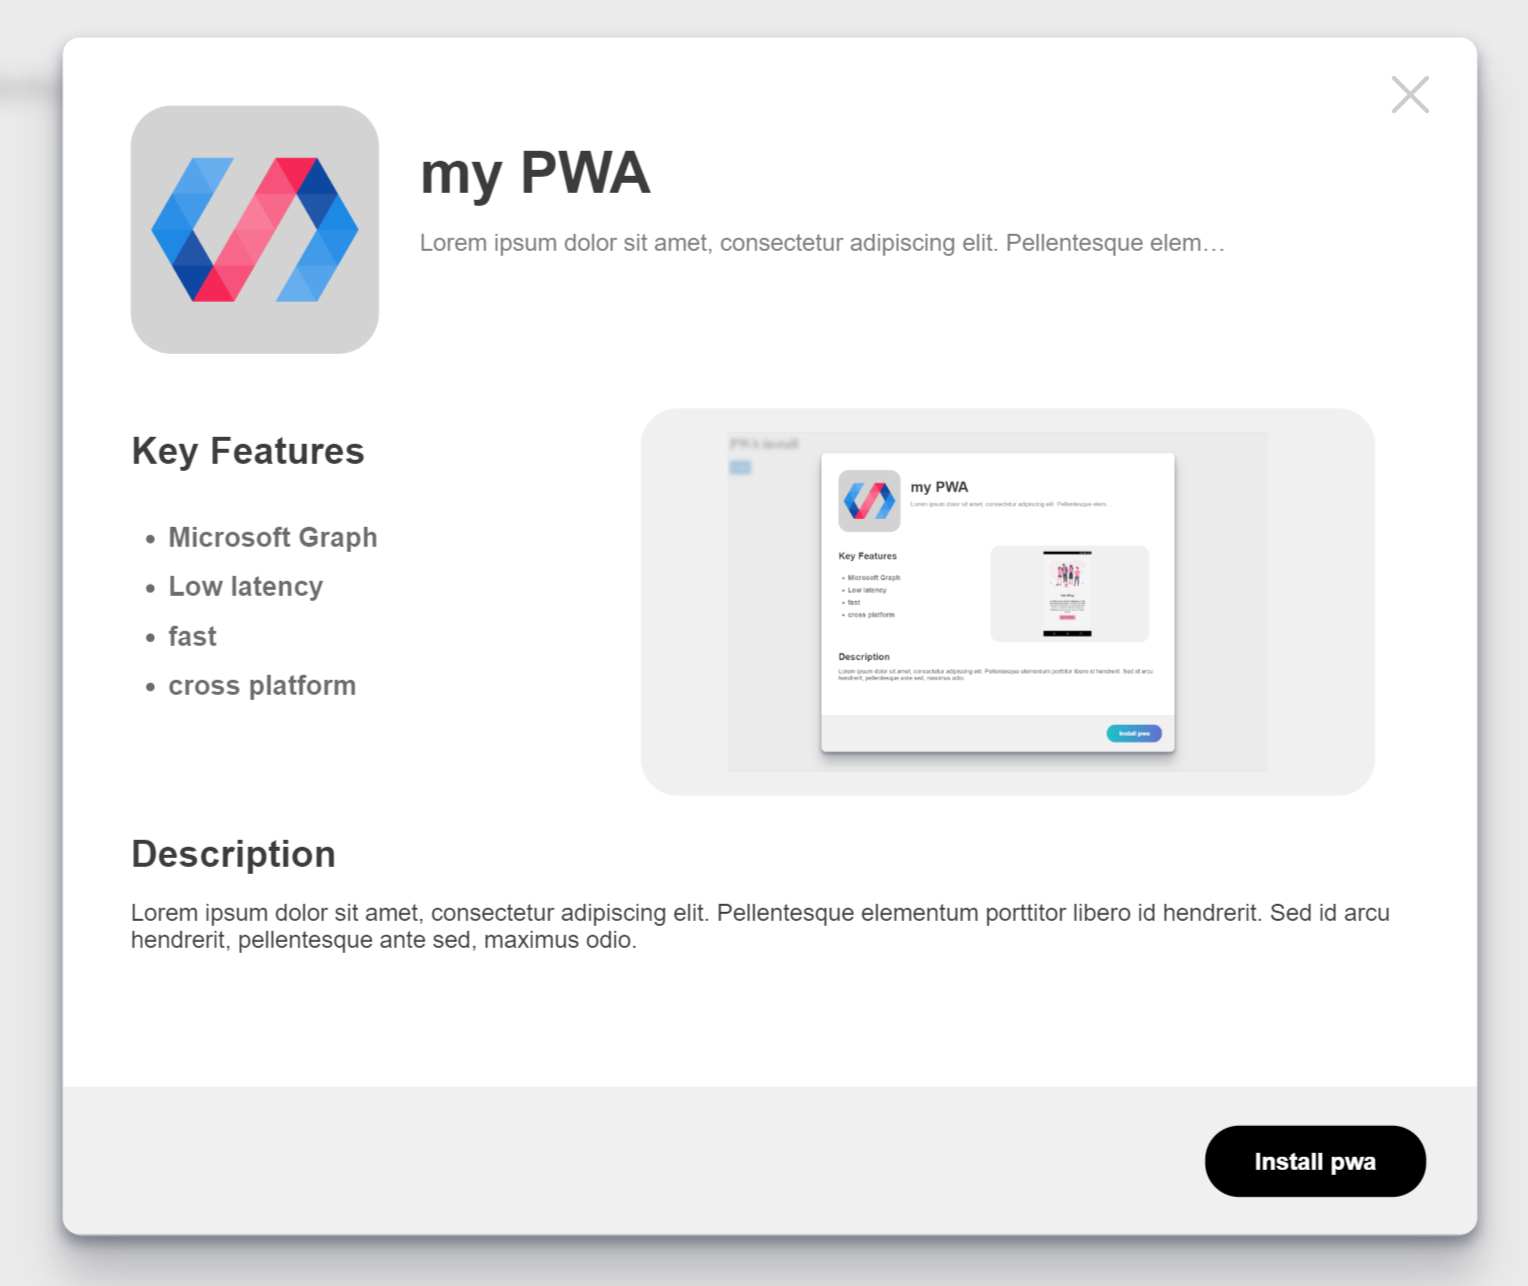 my PWA
Lorem ipsum dolor sit amet, consectetur adipiscing elit. Pellentesque elem…
Key Features
Microsoft Graph
Low latency
fast
cross platform
PWA install
my PWA
Lorem ipsum dolor sit amet, consectetur adipiscing elit. Pellentesque elem...
Key Features
Microsoft Graph
Low latency
fast
cross platform
Description
Lorem ipsum dolor sit amet, consectetur adipiscing elit. Pellentesque elementum porttitor libero id hendrerit. Sed id arcu
hendrerit, pellentesque ante sed, maximus odio.
Install pwa
Description
Lorem ipsum dolor sit amet, consectetur adipiscing elit. Pellentesque elementum porttitor libero id hendrerit. Sed id arcu
hendrerit, pellentesque ante sed, maximus odio.
Install pwa